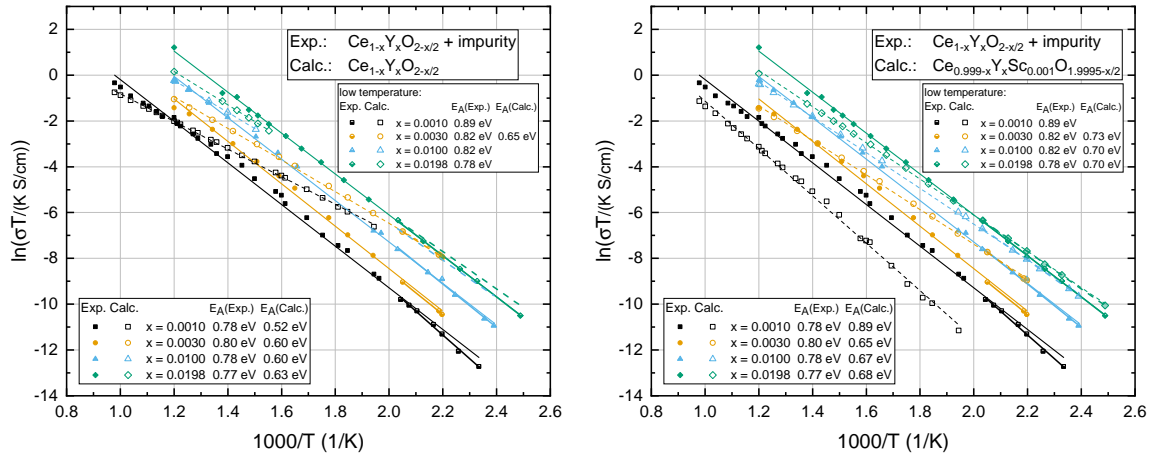 Exp.: Ce1-xYxO2-x/2 + impurity
Calc.: Ce1-xYxO2-x/2
low temperature:
Exp. Calc. EA(Exp.) EA(Calc.)
x = 0.0010 0.89 eV
x = 0.0030 0.82 eV 0.65 eV
x = 0.0100 0.82 eV
x = 0.0198 0.78 eV
Exp. Calc. EA(Exp.) EA(Calc.)
x = 0.0010 0.78 eV 0.52 eV
x = 0.0030 0.80 eV 0.60 eV
x = 0.0100 0.78 eV 0.60 eV
x = 0.0198 0.77 eV 0.63 eV
ln(σT/(K S/cm))
2
0
-2
-4
-6
-8
-10
-12
-14
0.8 1.0 1.2 1.4 1.6 1.8 2.0 2.2 2.4 2.6
1000/T (1/K)
Exp.: Ce1-xYxO2-x/2 + impurity
Calc.: Ce0.999-xYxSc0.001O1.9995-x/2
low temperature:
Exp. Calc. EA(Exp.) EA(Calc.)
x = 0.0010 0.89 eV
x = 0.0030 0.82 eV 0.73 eV
x = 0.0100 0.82 eV 0.70 eV
x = 0.0198 0.78 eV 0.70 eV
Exp. Calc. EA(Exp.) EA(Calc.)
x = 0.0010 0.78 eV 0.89 eV
x = 0.0030 0.80 eV 0.65 eV
x = 0.0100 0.78 eV 0.67 eV
x = 0.0198 0.77 eV 0.68 eV
ln(σT/(K S/cm))
2
0
-2
-4
-6
-8
-10
-12
-14
0.8 1.0 1.2 1.4 1.6 1.8 2.0 2.2 2.4 2.6
1000/T (1/K)